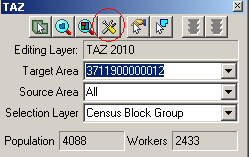 TAZ
Editing Layer: TAZ 2010
Target Area 3711900000012
Source Area All
Selection Layer Census Block Group
Population 4088 Workers 2433